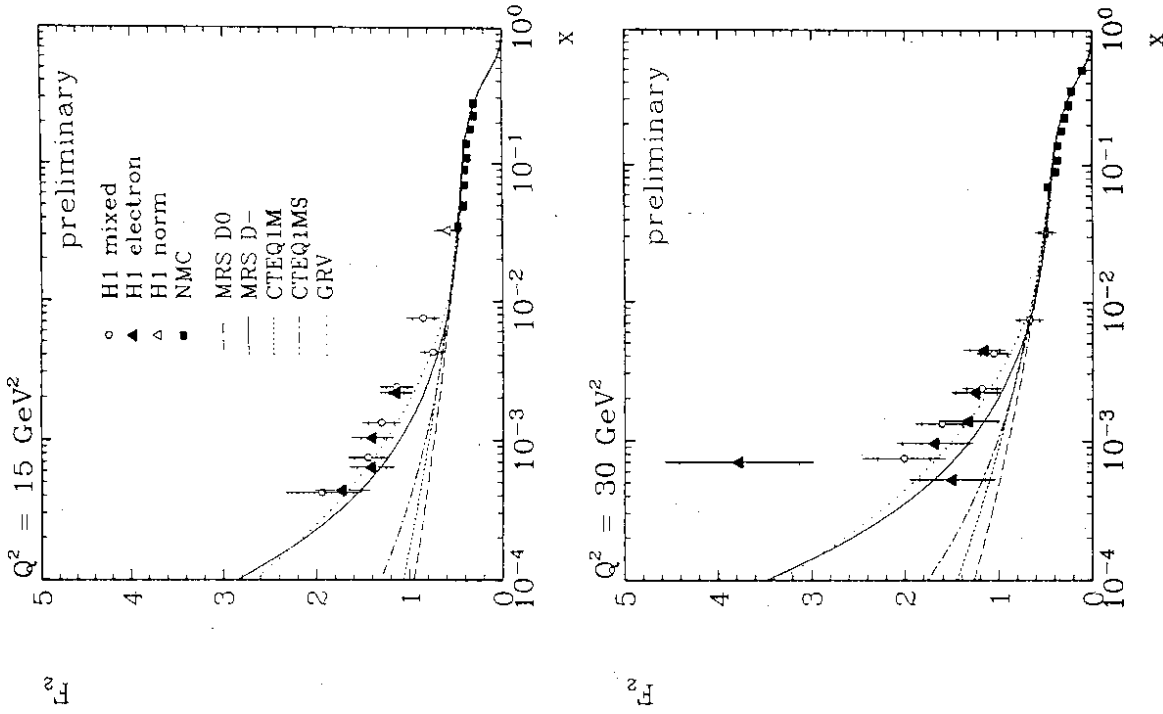 Q² = 15 GeV²
preliminary
F₂
5
4
3
2
1
0
H1 mixed
H1 electron
H1 norm
NMC
MRS D0
MRS D-
CTEQ1M
CTEQ1MS
GRV
10⁻⁴
10⁻³
10⁻²
10⁻¹
10⁰
x
Q² = 30 GeV²
preliminary
F₂
5
4
3
2
1
0
10⁻⁴
10⁻³
10⁻²
10⁻¹
10⁰
x